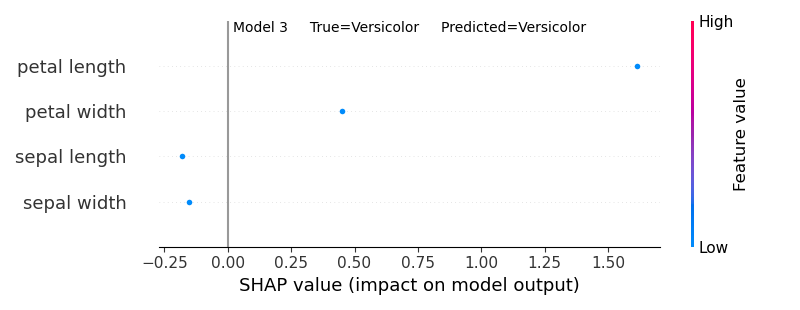 Model 3 True=Versicolor Predicted=Versicolor
High
petal length
petal width
sepal length
sepal width
Feature value
Low
−0.25 0.00 0.25 0.50 0.75 1.00 1.25 1.50
SHAP value (impact on model output)